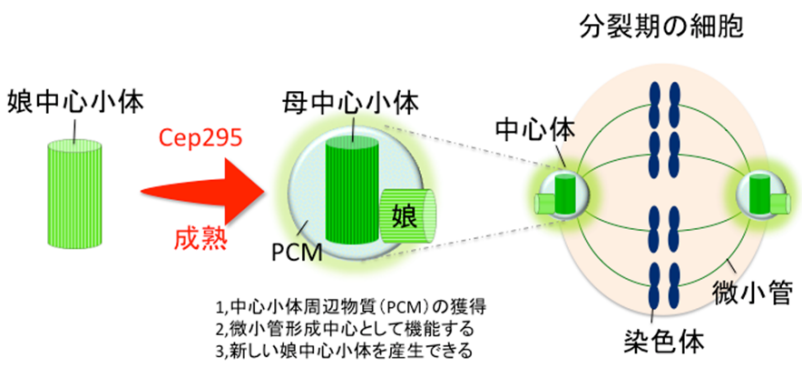 分裂期の細胞
娘中心小体
Cep295
成熟
母中心小体
娘
PCM
中心体
微小管
染色体
1,中心小体周辺物質(PCM)の獲得
2,微小管形成中心として機能する
3,新しい娘中心小体を産生できる